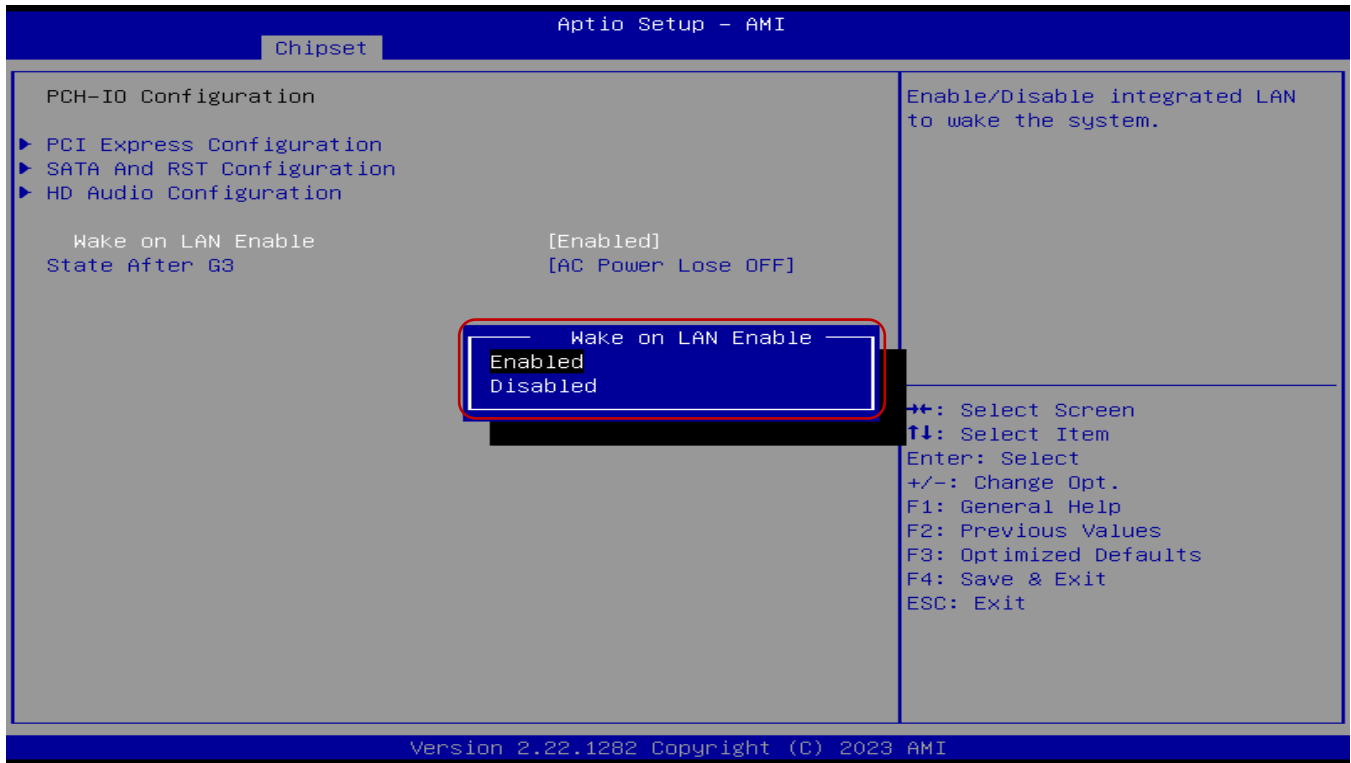 Aptio Setup – AMI
Chipset
PCH-IO Configuration
► PCI Express Configuration
► SATA And RST Configuration
► HD Audio Configuration
Wake on LAN Enable [Enabled]
State After G3 [AC Power Lose OFF]
Wake on LAN Enable
Enabled
Disabled
Enable/Disable integrated LAN
to wake the system.
→←: Select Screen
↑↓: Select Item
Enter: Select
+/-: Change Opt.
F1: General Help
F2: Previous Values
F3: Optimized Defaults
F4: Save & Exit
ESC: Exit
Version 2.22.1282 Copyright (C) 2023 AMI